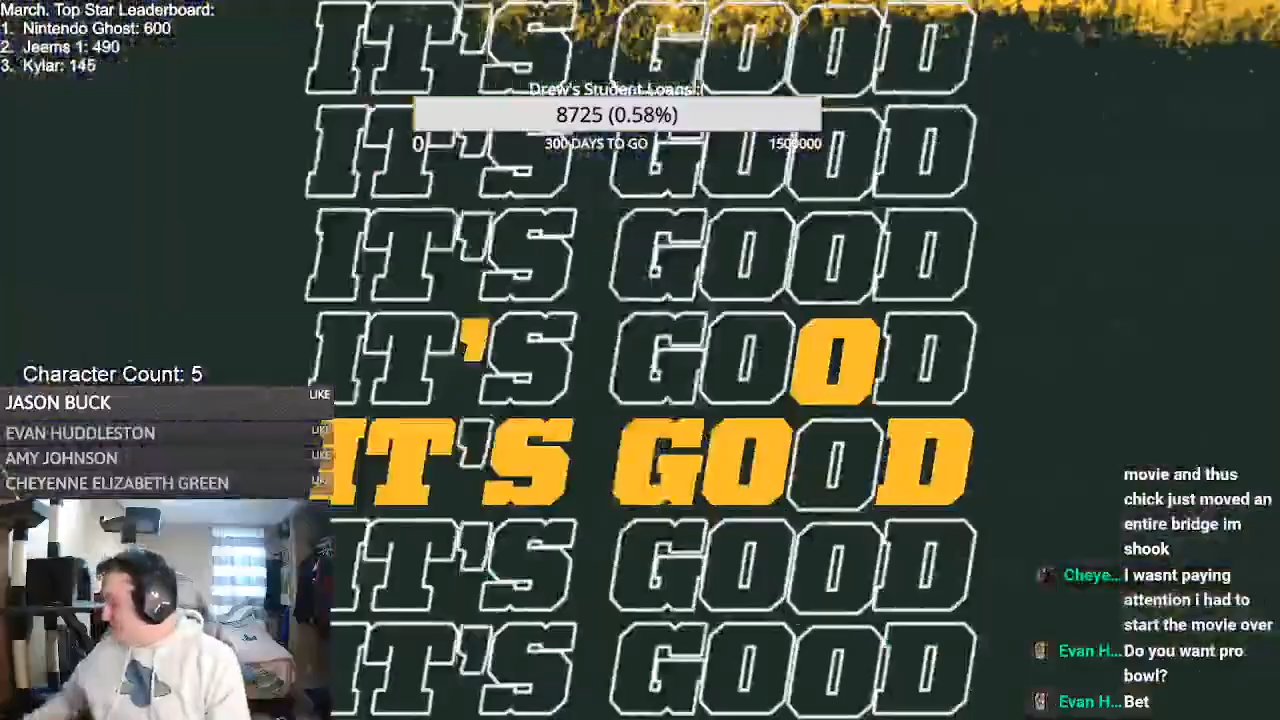 March. Top Star Leaderboard:
1. Nintendo Ghost: 600
2. Jeems 1: 490
3. Kylar: 145
IT'S GOOD
Drew's Student Loans:
8725 (0.58%)
0 300 DAYS TO GO 1500000
IT'S GOOD
IT'S GOOD
IT'S GOOD
Character Count: 5
JASON BUCK LIKE
EVAN HUDDLESTON LIKE
AMY JOHNSON LIKE
CHEYENNE ELIZABETH GREEN LIKE
IT'S GOOD
IT'S GOOD
IT'S GOOD
movie and thus
chick just moved an
entire bridge im
shook
Cheye... I wasnt paying
attention i had to
start the movie over
Evan H... Do you want pro
bowl?
Evan H... Bet